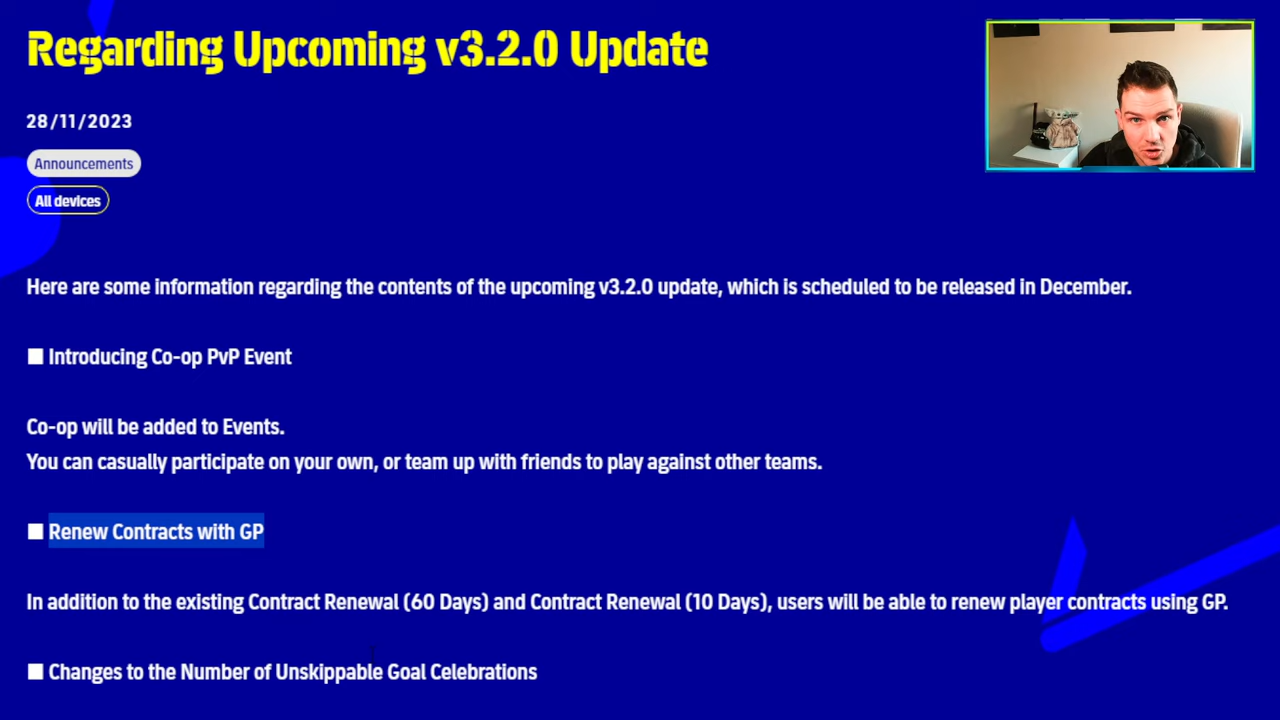 Regarding Upcoming v3.2.0 Update
28/11/2023
Announcements
All devices
Here are some information regarding the contents of the upcoming v3.2.0 update, which is scheduled to be released in December.
■ Introducing Co-op PvP Event
Co-op will be added to Events.
You can casually participate on your own, or team up with friends to play against other teams.
■ Renew Contracts with GP
In addition to the existing Contract Renewal (60 Days) and Contract Renewal (10 Days), users will be able to renew player contracts using GP.
■ Changes to the Number of Unskippable Goal Celebrations